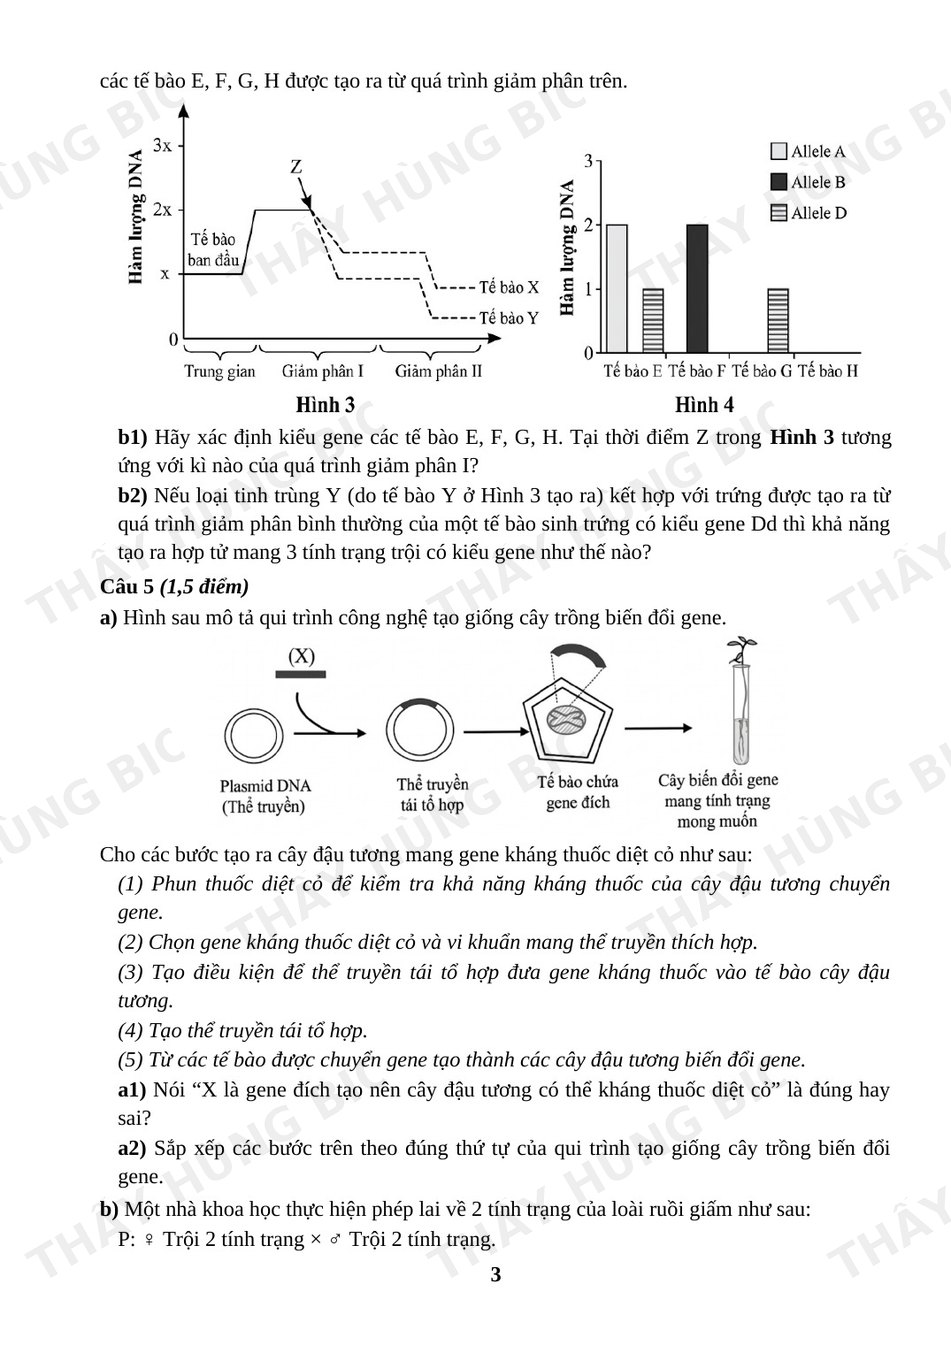 các tế bào E, F, G, H được tạo ra từ quá trình giảm phân trên.
Hàm lượng DNA
3x
2x
x
0
Z
Tế bào
ban đầu
Tế bào X
Tế bào Y
Trung gian Giảm phân I Giảm phân II
Hình 3
Hàm lượng DNA
3
2
1
0
Allele A
Allele B
Allele D
Tế bào E Tế bào F Tế bào G Tế bào H
Hình 4
b1) Hãy xác định kiểu gene các tế bào E, F, G, H. Tại thời điểm Z trong Hình 3 tương
ứng với kì nào của quá trình giảm phân I?
b2) Nếu loại tinh trùng Y (do tế bào Y ở Hình 3 tạo ra) kết hợp với trứng được tạo ra từ
quá trình giảm phân bình thường của một tế bào sinh trứng có kiểu gene Dd thì khả năng
tạo ra hợp tử mang 3 tính trạng trội có kiểu gene như thế nào?
Câu 5 (1,5 điểm)
a) Hình sau mô tả qui trình công nghệ tạo giống cây trồng biến đổi gene.
(X)
Plasmid DNA
(Thể truyền)
Thể truyền
tái tổ hợp
Tế bào chứa
gene đích
Cây biến đổi gene
mang tính trạng
mong muốn
Cho các bước tạo ra cây đậu tương mang gene kháng thuốc diệt cỏ như sau:
(1) Phun thuốc diệt cỏ để kiểm tra khả năng kháng thuốc của cây đậu tương chuyển
gene.
(2) Chọn gene kháng thuốc diệt cỏ và vi khuẩn mang thể truyền thích hợp.
(3) Tạo điều kiện để thể truyền tái tổ hợp đưa gene kháng thuốc vào tế bào cây đậu
tương.
(4) Tạo thể truyền tái tổ hợp.
(5) Từ các tế bào được chuyển gene tạo thành các cây đậu tương biến đổi gene.
a1) Nói “X là gene đích tạo nên cây đậu tương có thể kháng thuốc diệt cỏ” là đúng hay
sai?
a2) Sắp xếp các bước trên theo đúng thứ tự của qui trình tạo giống cây trồng biến đổi
gene.
b) Một nhà khoa học thực hiện phép lai về 2 tính trạng của loài ruồi giấm như sau:
P: ♀ Trội 2 tính trạng × ♂ Trội 2 tính trạng.
3
THẦY HÙNG BIC